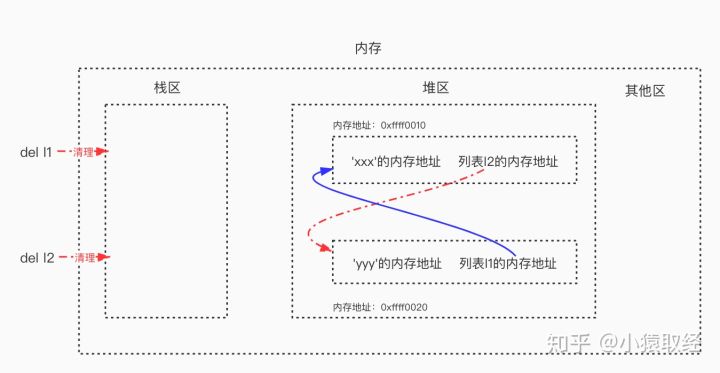 内存
栈区
堆区
其他区
内存地址：0xffff0010
del l1
清理
'xxx'的内存地址
列表l2的内存地址
del l2
清理
'yyy'的内存地址
列表l1的内存地址
内存地址：0xffff0020
知乎 @小猿取经